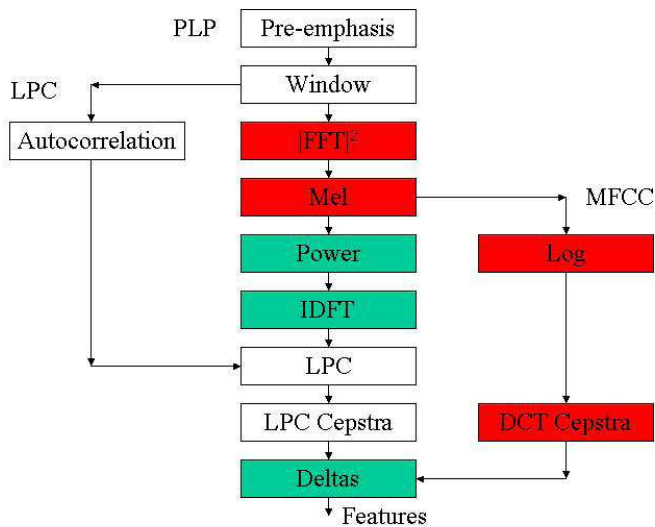 PLP
Pre-emphasis
LPC
Window
Autocorrelation
|FFT|²
Mel
MFCC
Power
Log
IDFT
LPC
LPC Cepstra
DCT Cepstra
Deltas
Features